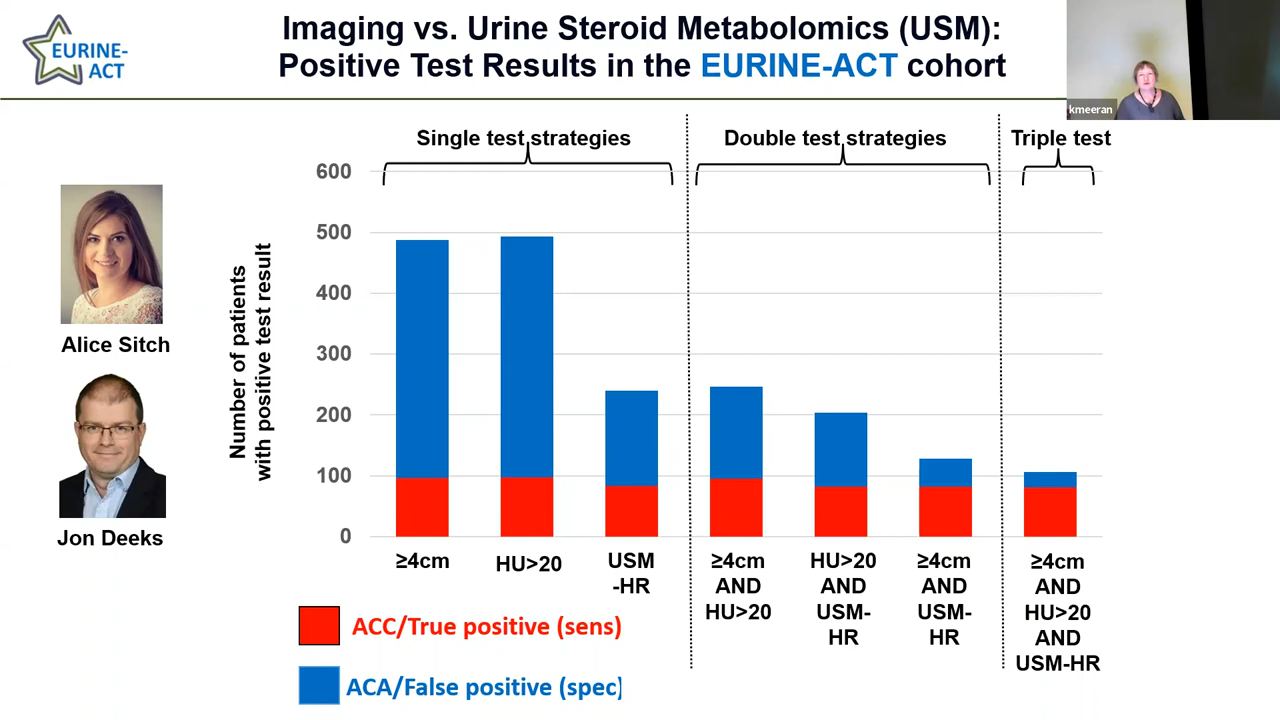 EURINE-
ACT
Imaging vs. Urine Steroid Metabolomics (USM):
Positive Test Results in the EURINE-ACT cohort
kmeeran
Single test strategies
Double test strategies
Triple test
600
500
400
300
200
100
0
Number of patients
with positive test result
Alice Sitch
Jon Deeks
≥4cm
HU>20
USM
-HR
≥4cm
AND
HU>20
HU>20
AND
USM-
HR
≥4cm
AND
USM-
HR
≥4cm
AND
HU>20
AND
USM-HR
ACC/True positive (sens)
ACA/False positive (spec)